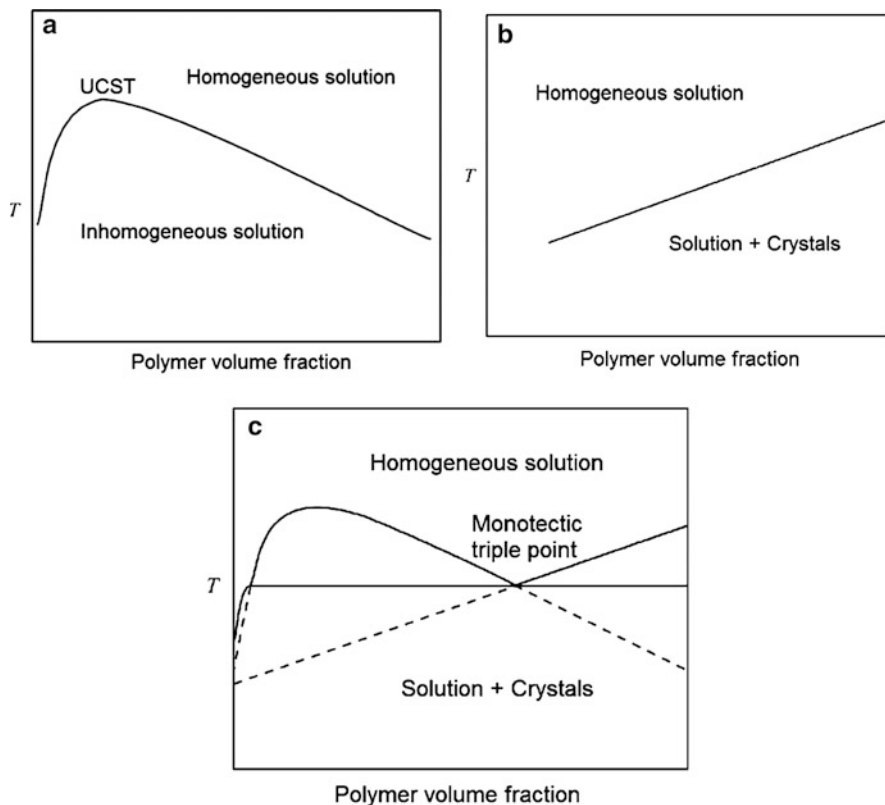 a
Homogeneous solution
UCST
T
Inhomogeneous solution
Polymer volume fraction
b
Homogeneous solution
T
Solution + Crystals
Polymer volume fraction
c
Homogeneous solution
Monotectic
triple point
T
Solution + Crystals
Polymer volume fraction